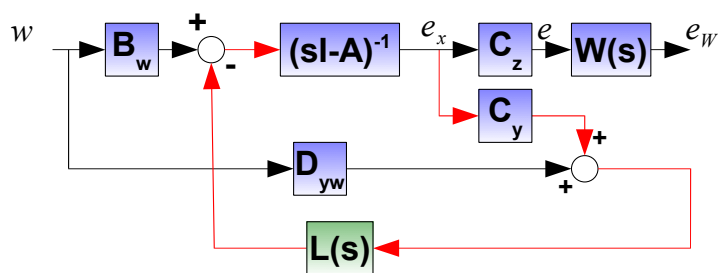 w
B_w
+
-
(sI-A)^-1
e_x
C_z
e
W(s)
e_W
C_y
+
D_yw
+
L(s)